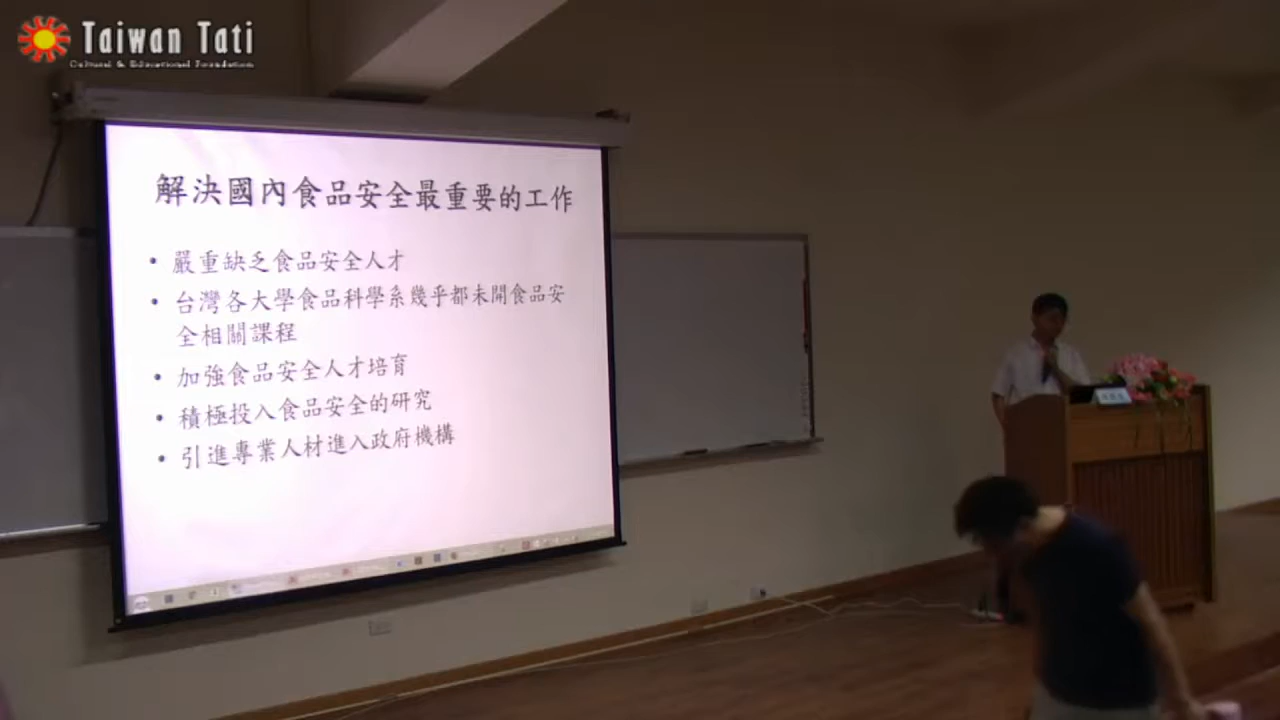 Taiwan Tati
Cultural & Educational Foundation
解決國內食品安全最重要的工作
• 嚴重缺乏食品安全人才
• 台灣各大學食品科學系幾乎都未開食品安
全相關課程
• 加強食品安全人才培育
• 積極投入食品安全的研究
• 引進專業人材進入政府機構